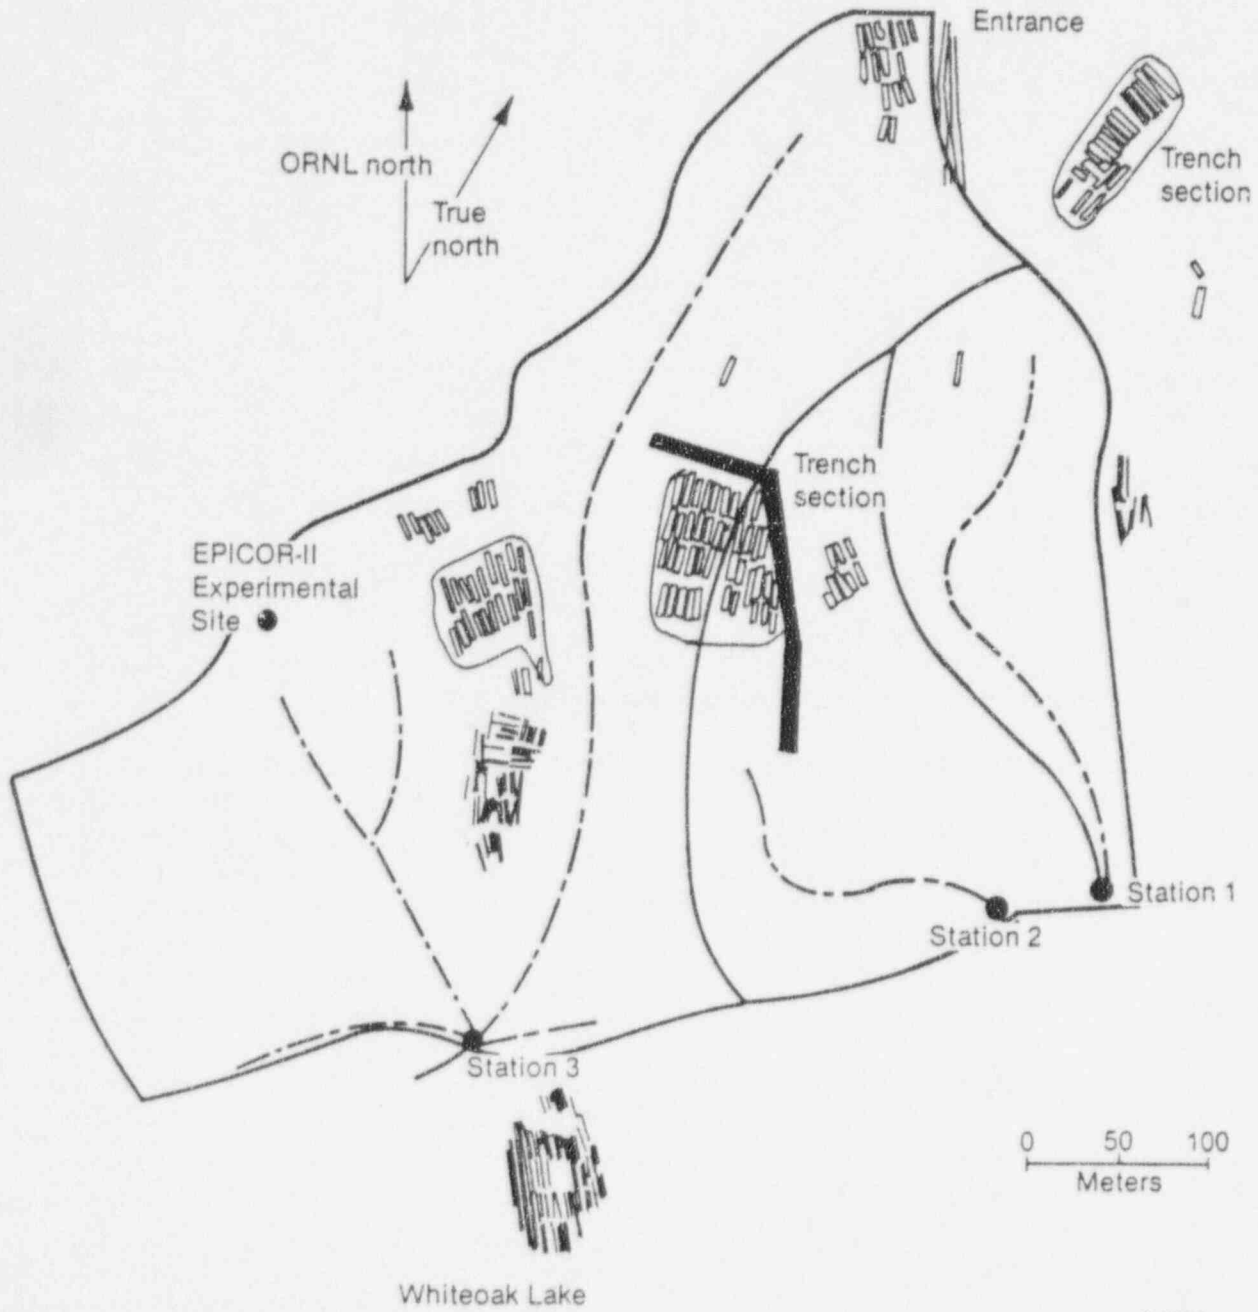 Entrance
ORNL north
True
north
Trench
section
Trench
section
EPICOR-II
Experimental
Site
Station 1
Station 2
Station 3
0 50 100
Meters
Whiteoak Lake